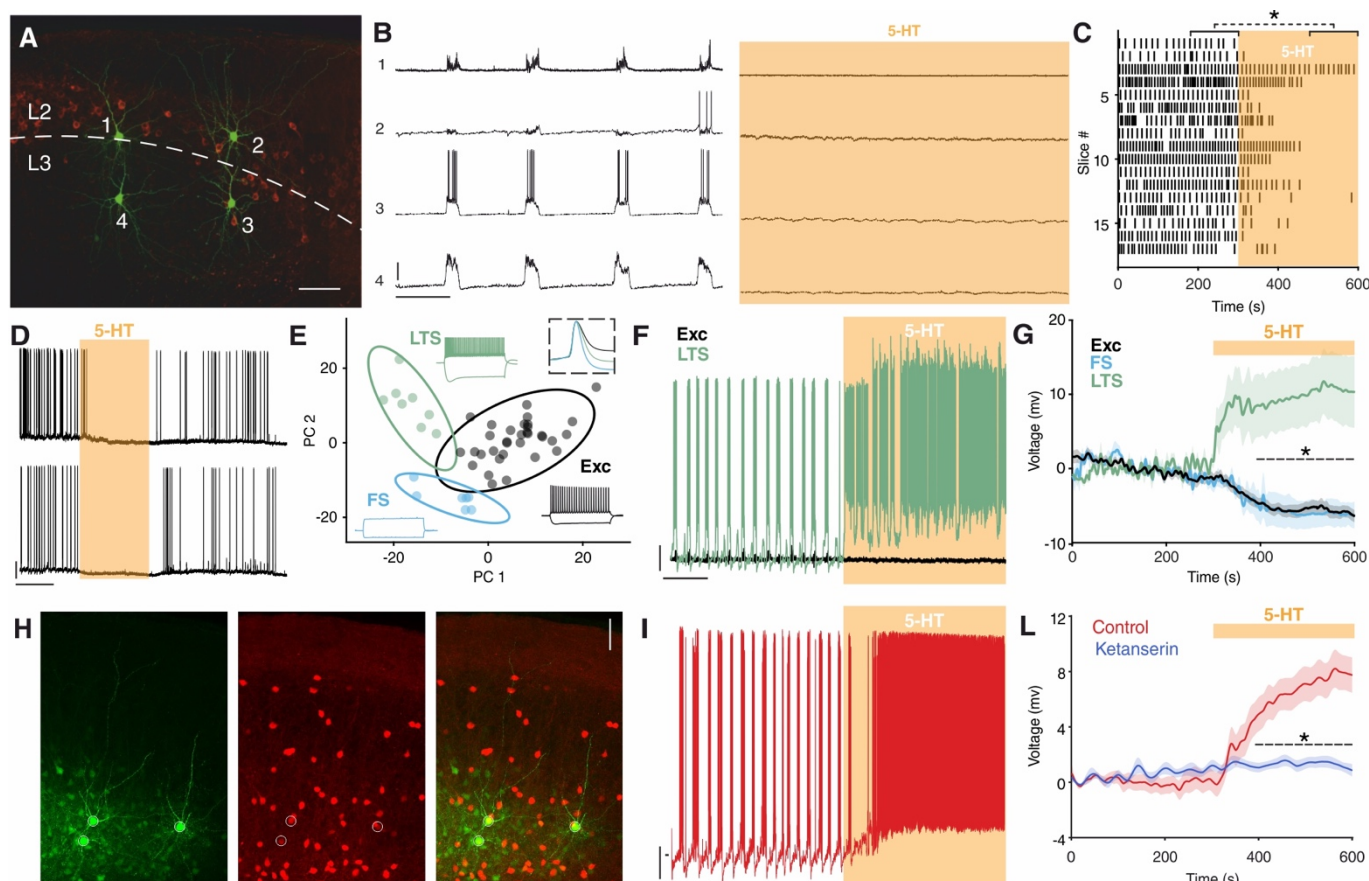 A
L2
L3
1
2
3
4
B
5-HT
1
2
3
4
C
*
5-HT
Slice #
5
10
15
0
200
400
600
Time (s)
D
5-HT
E
LTS
Exc
FS
PC 2
20
0
-20
-20
0
20
PC 1
F
Exc
LTS
5-HT
G
5-HT
Exc
FS
LTS
*
Voltage (mv)
20
10
0
-10
0
200
400
600
Time (s)
H
I
5-HT
L
5-HT
Control
Ketanserin
*
Voltage (mv)
12
8
4
0
-4
0
200
400
600
Time (s)